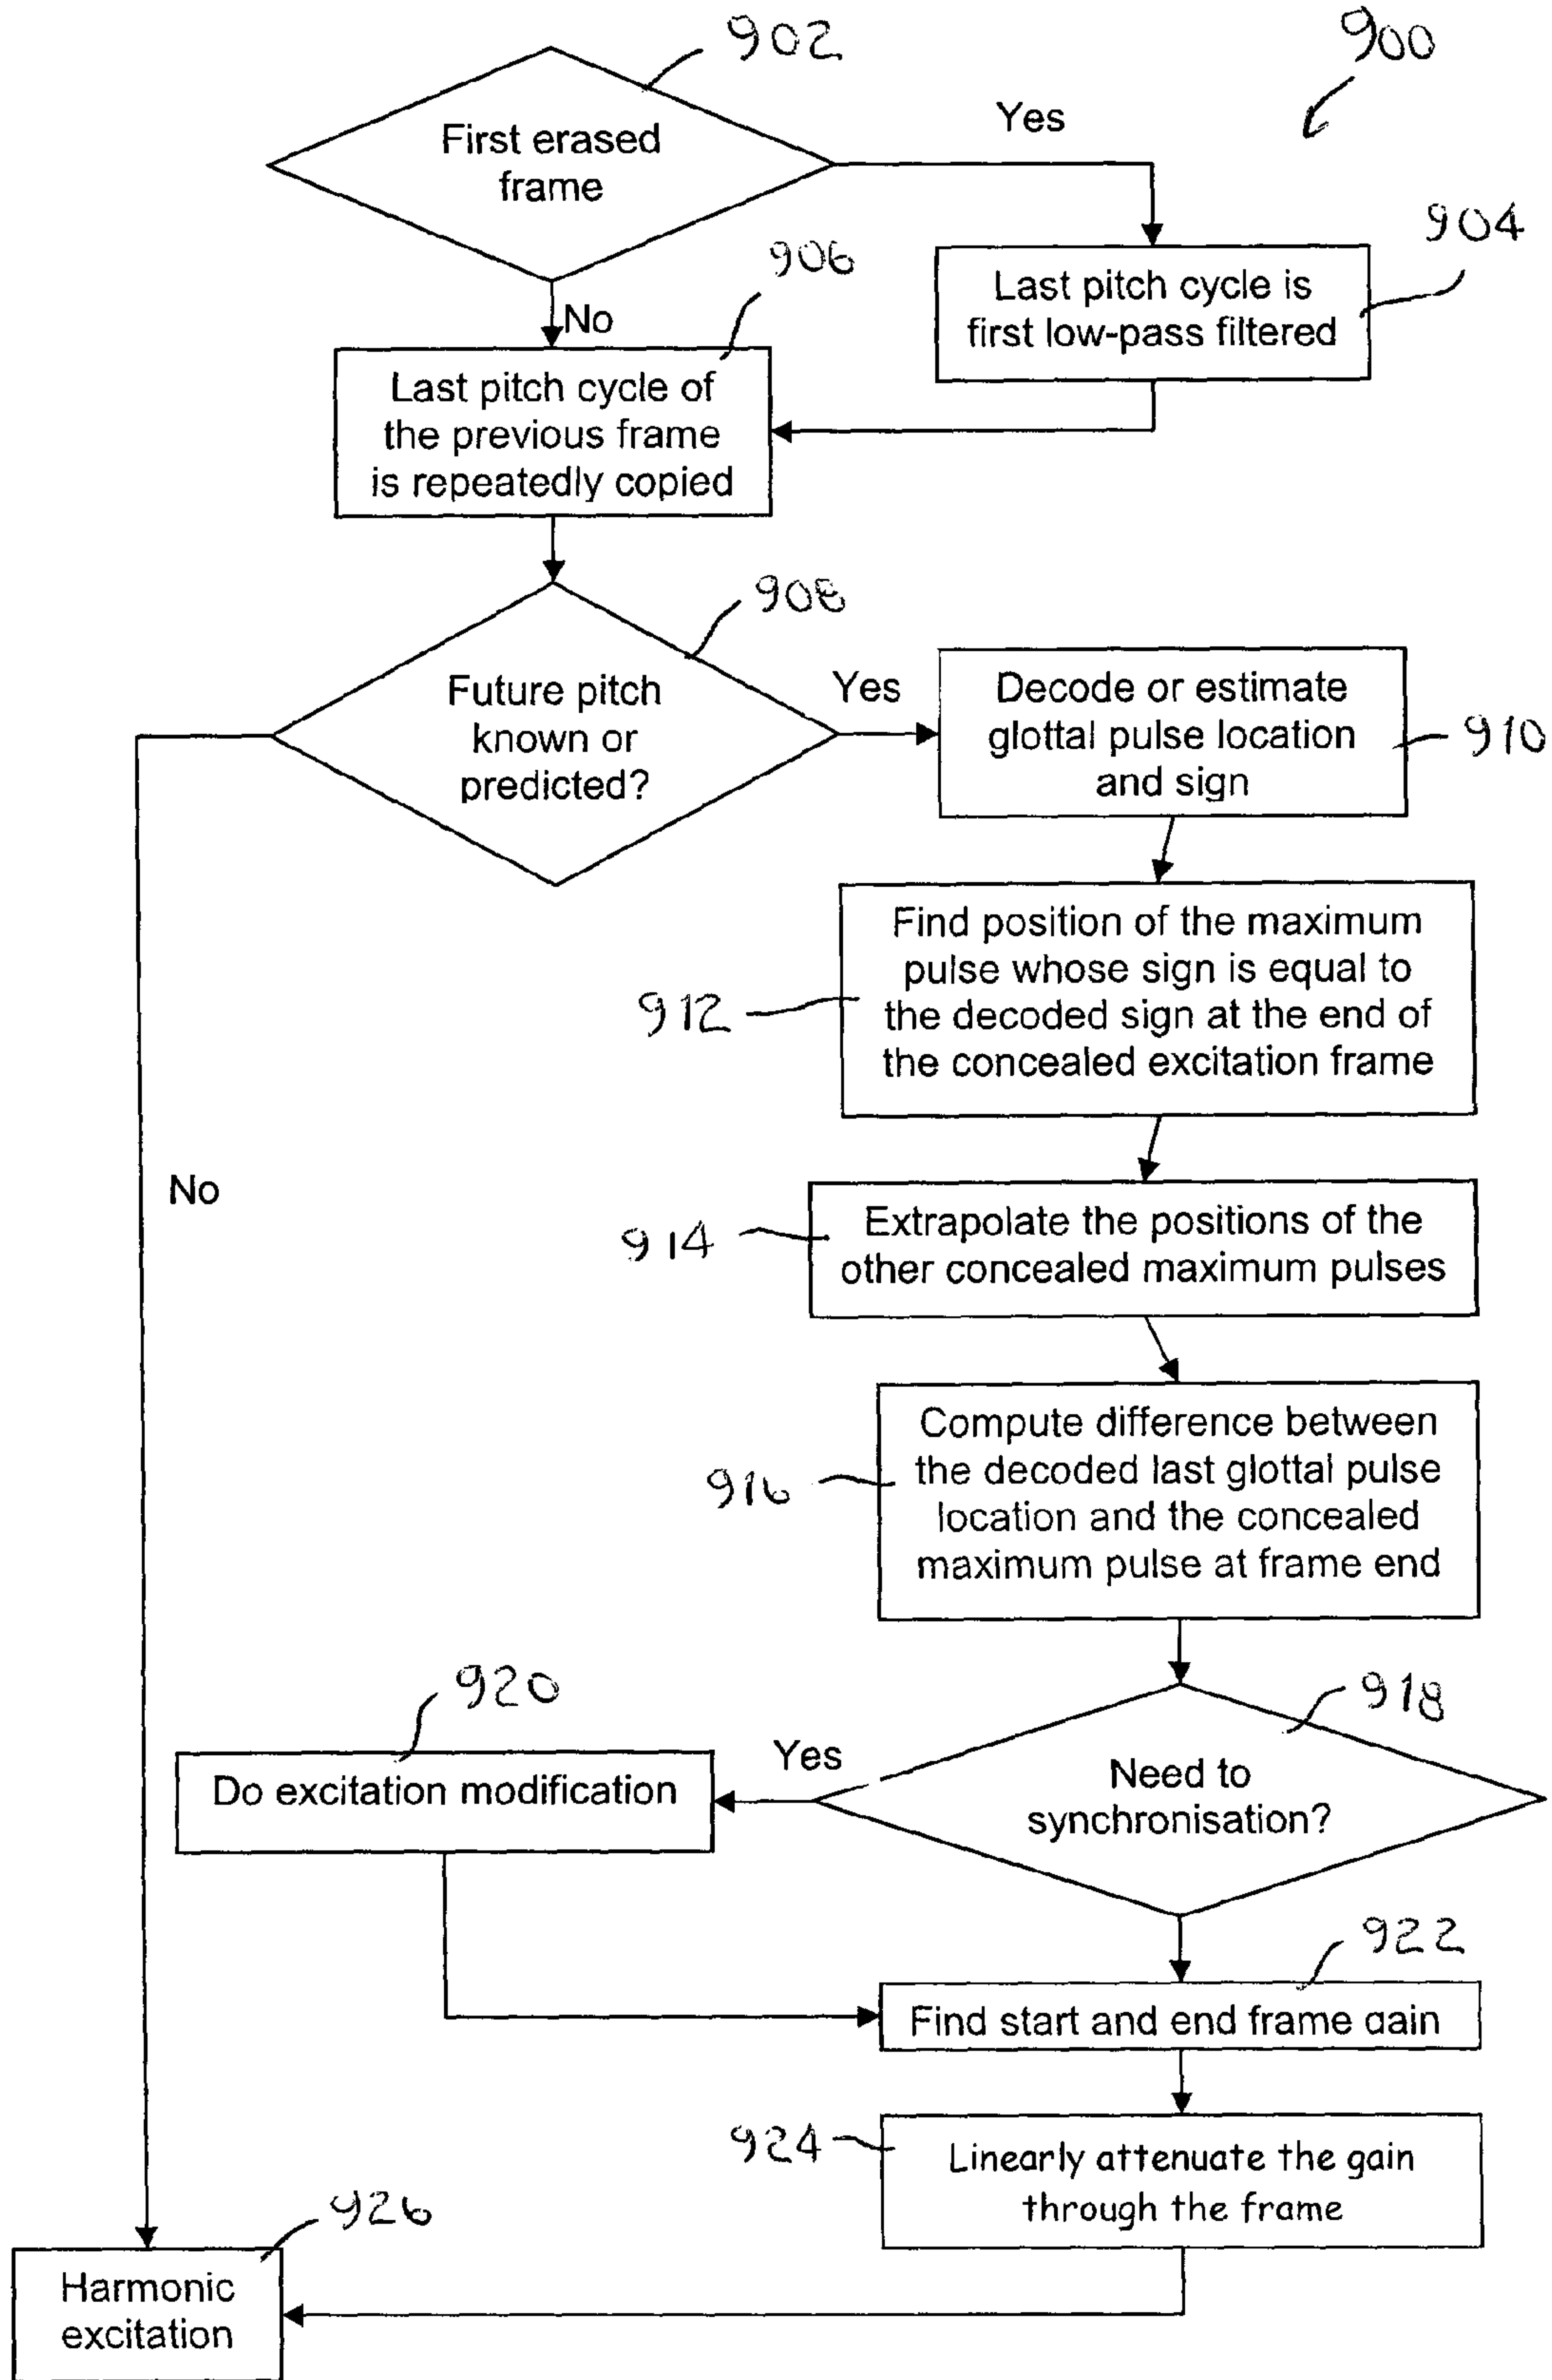 902
900
Yes
First erased
frame
904
906
Last pitch cycle is
first low-pass filtered
No
Last pitch cycle of
the previous frame
is repeatedly copied
908
Future pitch
known or
predicted?
Yes
Decode or estimate
glottal pulse location
and sign
910
Find position of the maximum
pulse whose sign is equal to
the decoded sign at the end of
the concealed excitation frame
912
No
Extrapolate the positions of the
other concealed maximum pulses
914
Compute difference between
the decoded last glottal pulse
location and the concealed
maximum pulse at frame end
916
920
918
Yes
Do excitation modification
Need to
synchronisation?
922
Find start and end frame gain
924
Linearly attenuate the gain
through the frame
926
Harmonic
excitation